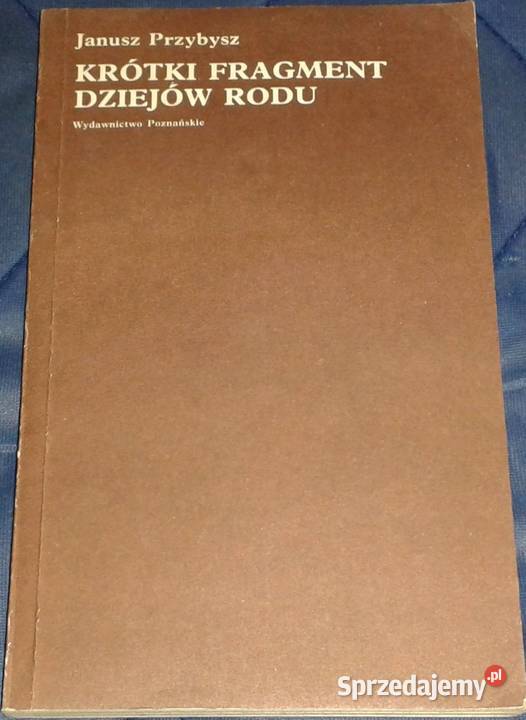 Janusz Przybysz
KRÓTKI FRAGMENT
DZIEJÓW RODU
Wydawnictwo Poznańskie
Sprzedajemy.pl